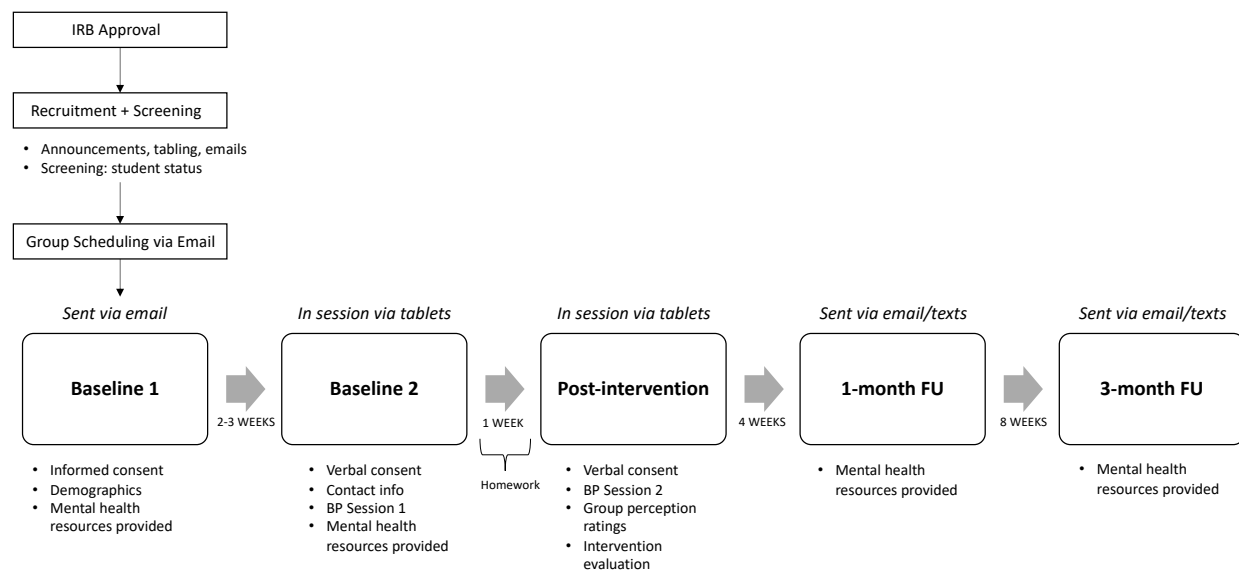 IRB Approval
Recruitment + Screening
• Announcements, tabling, emails
• Screening: student status
Group Scheduling via Email
Sent via email
In session via tablets
In session via tablets
Sent via email/texts
Sent via email/texts
Baseline 1
2-3 WEEKS
Baseline 2
1 WEEK
Post-intervention
4 WEEKS
1-month FU
8 WEEKS
3-month FU
• Informed consent
• Demographics
• Mental health
resources provided
• Verbal consent
• Contact info
• BP Session 1
• Mental health
resources provided
Homework
• Verbal consent
• BP Session 2
• Group perception
ratings
• Intervention
evaluation
• Mental health
resources provided
• Mental health
resources provided